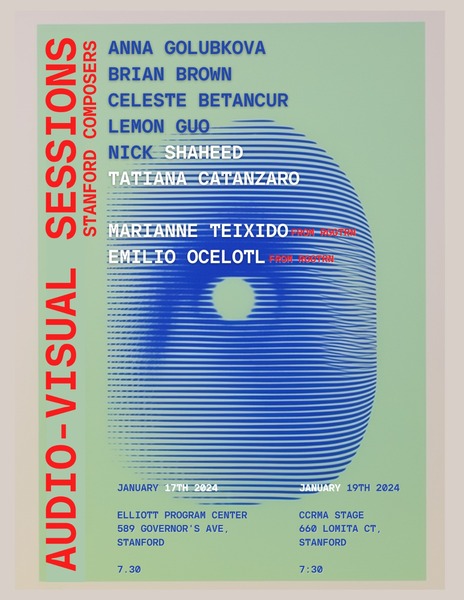 AUDIO-VISUAL SESSIONS
STANFORD COMPOSERS
ANNA GOLUBKOVA
BRIAN BROWN
CELESTE BETANCUR
LEMON GUO
NICK SHAHEED
TATIANA CATANZARO
MARIANNE TEIXIDO FROM RGGTRN
EMILIO OCELOTL FROM RGGTRN
JANUARY 17TH 2024
ELLIOTT PROGRAM CENTER
589 GOVERNOR'S AVE,
STANFORD
7.30
JANUARY 19TH 2024
CCRMA STAGE
660 LOMITA CT,
STANFORD
7:30